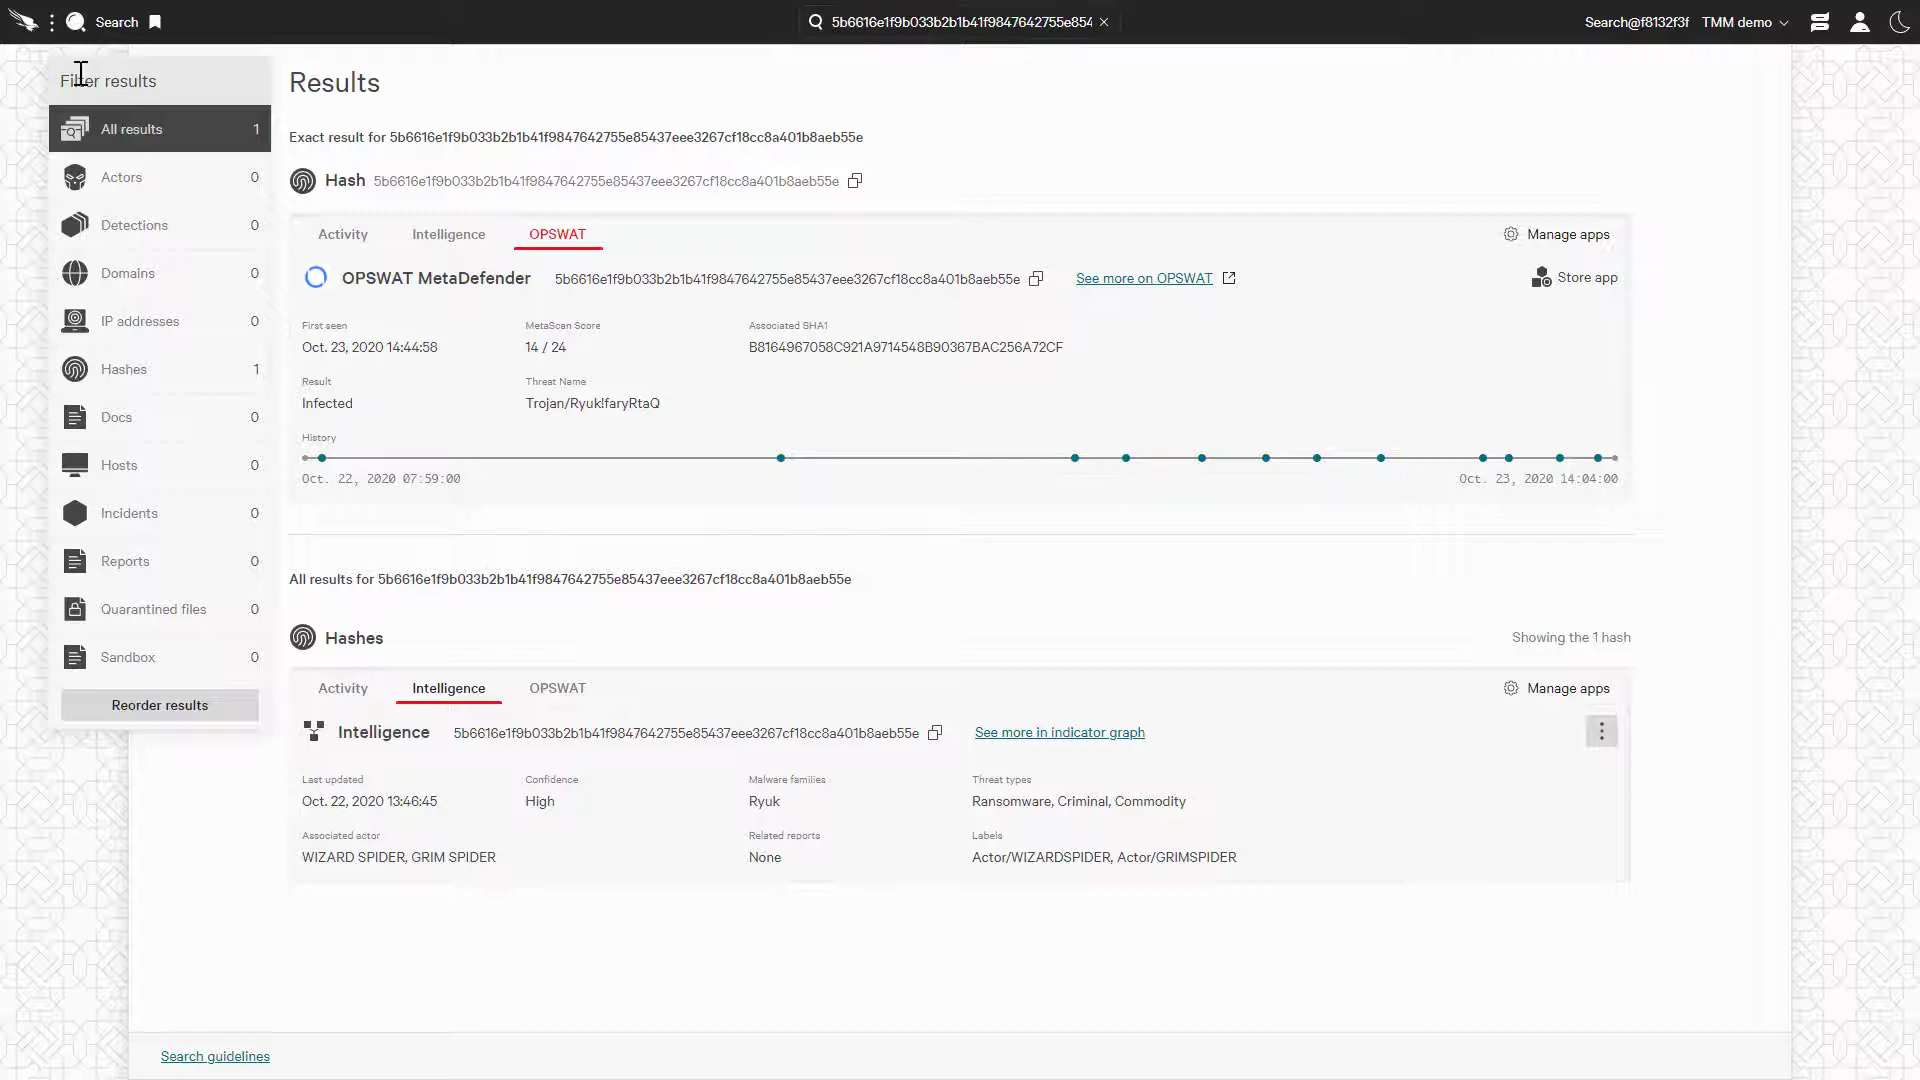 Search
5b6616e1f9b033b2b1b41f9847642755e854
Search@f8132f3f
TMM demo
Filter results
All results 1
Actors 0
Detections 0
Domains 0
IP addresses 0
Hashes 1
Docs 0
Hosts 0
Incidents 0
Reports 0
Quarantined files 0
Sandbox 0
Reorder results
Results
Exact result for 5b6616e1f9b033b2b1b41f9847642755e85437eee3267cf18cc8a401b8aeb55e
Hash 5b6616e1f9b033b2b1b41f9847642755e85437eee3267cf18cc8a401b8aeb55e
Activity Intelligence OPSWAT Manage apps
OPSWAT MetaDefender 5b6616e1f9b033b2b1b41f9847642755e85437eee3267cf18cc8a401b8aeb55e See more on OPSWAT Store app
First seen MetaScan Score Associated SHA1
Oct. 23, 2020 14:44:58 14 / 24 B8164967058C921A9714548B90367BAC256A72CF
Result Threat Name
Infected Trojan/Ryuk!faryRtaQ
History
Oct. 22, 2020 07:59:00 Oct. 23, 2020 14:04:00
All results for 5b6616e1f9b033b2b1b41f9847642755e85437eee3267cf18cc8a401b8aeb55e
Hashes Showing the 1 hash
Activity Intelligence OPSWAT Manage apps
Intelligence 5b6616e1f9b033b2b1b41f9847642755e85437eee3267cf18cc8a401b8aeb55e See more in indicator graph
Last updated Confidence Malware families Threat types
Oct. 22, 2020 13:46:45 High Ryuk Ransomware, Criminal, Commodity
Associated actor Related reports Labels
WIZARD SPIDER, GRIM SPIDER None Actor/WIZARDSPIDER, Actor/GRIMSPIDER
Search guidelines